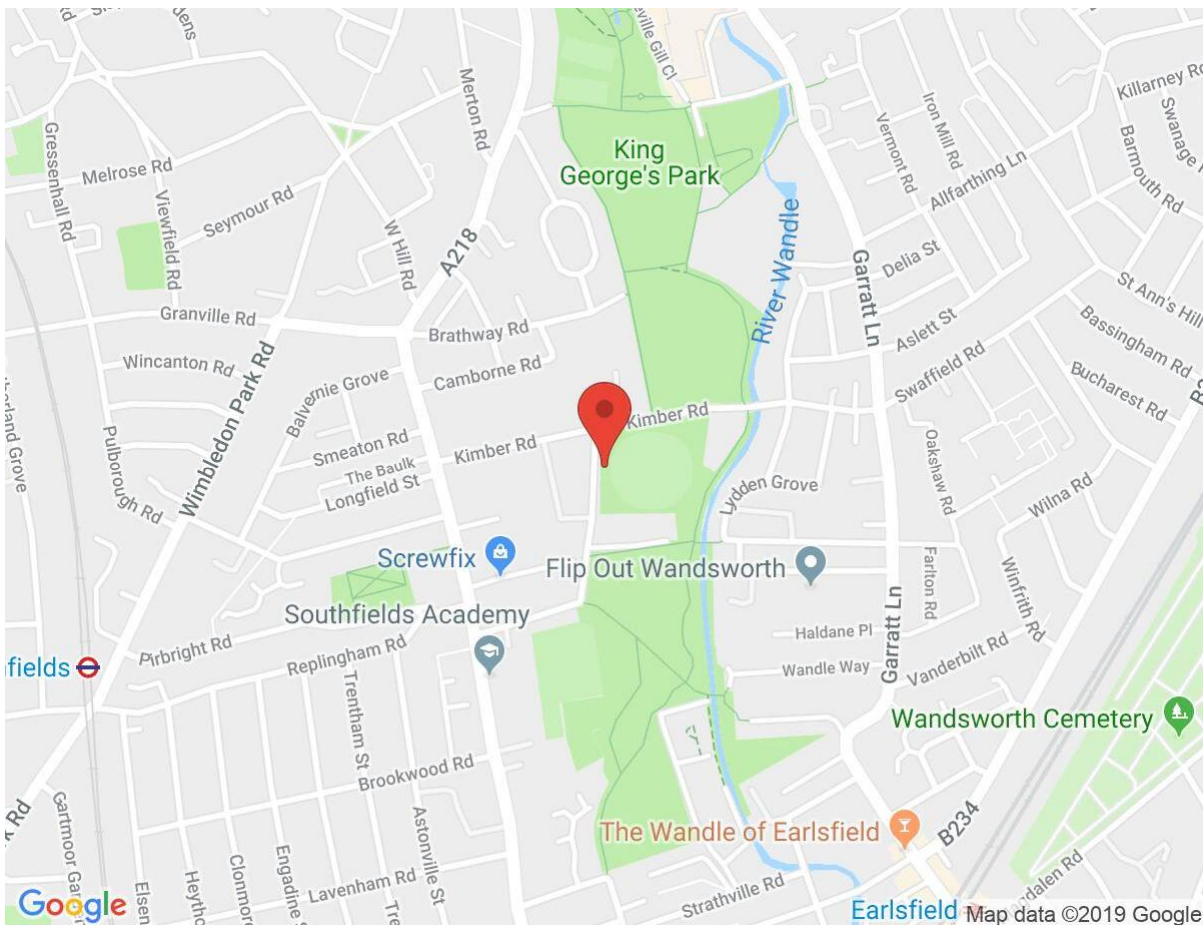 King
George's Park
Merton Rd
Killarney Rd
Gressenhall Rd
Iron Mill Rd
Vermont Rd
Swanage
Barmouth Rd
Melrose Rd
Allfarthing Ln
Seymour Rd
Viewfield Rd
W Hill Rd
A218
River Wandle
Delia St
Garratt Ln
St Ann's Hill
Granville Rd
Brathway Rd
Aslett St
Bassingham Rd
Wincanton Rd
Camborne Rd
Swaffield Rd
Balvernie Grove
Bucharest Rd
Wimbledon Park Rd
Kimber Rd
Smeaton Rd
Kimber Rd
Oakshaw Rd
Pulborough Rd
The Baulk
Longfield St
Lydden Grove
Wilna Rd
Screwfix
Flip Out Wandsworth
Farlton Rd
Winfrith Rd
Southfields Academy
Haldane Pl
Garratt Ln
Pirbright Rd
Replingham Rd
Wandle Way
Vanderbilt Rd
fields
Trentham St
Wandsworth Cemetery
Brookwood Rd
Astonville St
The Wandle of Earlsfield
B234
Engadine
Lavenham Rd
Strathville Rd
Google
Earlsfield
Map data ©2019 Google